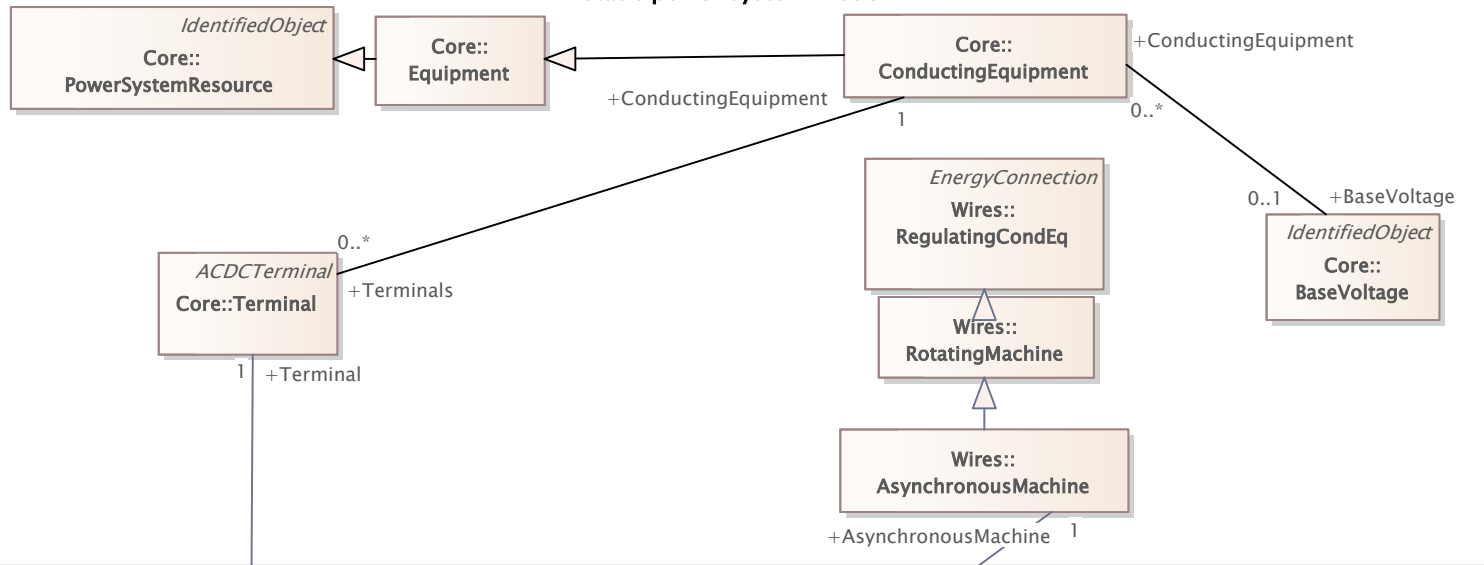 IdentifiedObject
Core::
PowerSystemResource
Core::
Equipment
Core::
ConductingEquipment
+ConductingEquipment
0..*
+ConductingEquipment
1
EnergyConnection
Wires::
RegulatingCondEq
0..1
+BaseVoltage
IdentifiedObject
Core::
BaseVoltage
0..*
+Terminals
ACDCTerminal
Core::Terminal
1
+Terminal
Wires::
RotatingMachine
Wires::
AsynchronousMachine
+AsynchronousMachine
1